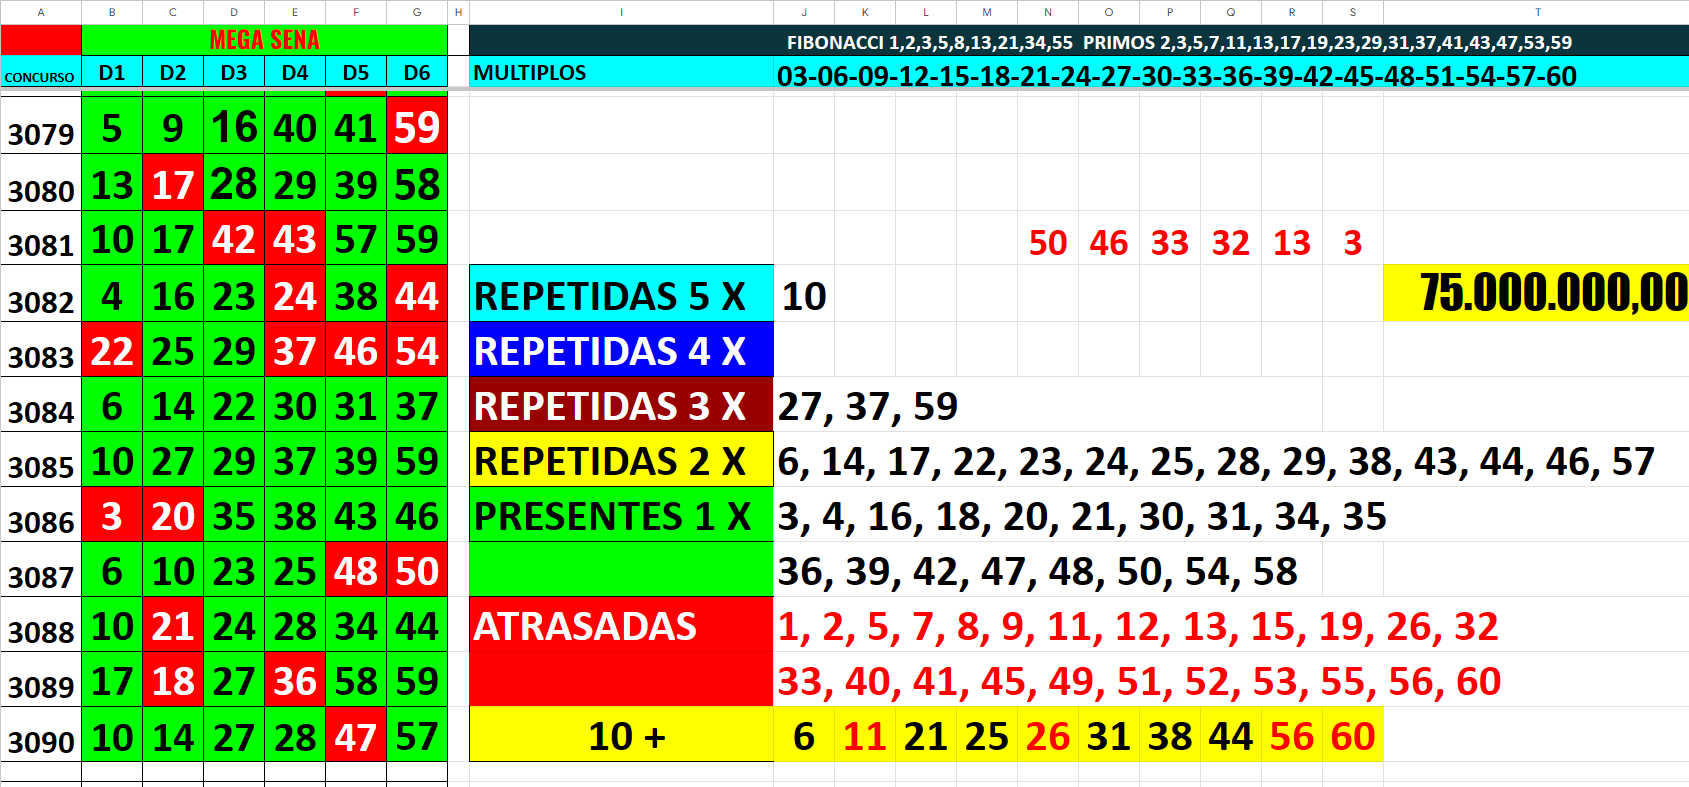 A B C D E F G H I J K L M N O P Q R S T
MEGA SENA FIBONACCI 1,2,3,5,8,13,21,34,55 PRIMOS 2,3,5,7,11,13,17,19,23,29,31,37,41,43,47,53,59
CONCURSO D1 D2 D3 D4 D5 D6 MULTIPLOS 03-06-09-12-15-18-21-24-27-30-33-36-39-42-45-48-51-54-57-60
3079 5 9 16 40 41 59
3080 13 17 28 29 39 58
3081 10 17 42 43 57 59 50 46 33 32 13 3
3082 4 16 23 24 38 44 REPETIDAS 5 X 10 75.000.000,00
3083 22 25 29 37 46 54 REPETIDAS 4 X
3084 6 14 22 30 31 37 REPETIDAS 3 X 27, 37, 59
3085 10 27 29 37 39 59 REPETIDAS 2 X 6, 14, 17, 22, 23, 24, 25, 28, 29, 38, 43, 44, 46, 57
3086 3 20 35 38 43 46 PRESENTES 1 X 3, 4, 16, 18, 20, 21, 30, 31, 34, 35
3087 6 10 23 25 48 50 36, 39, 42, 47, 48, 50, 54, 58
3088 10 21 24 28 34 44 ATRASADAS 1, 2, 5, 7, 8, 9, 11, 12, 13, 15, 19, 26, 32
3089 17 18 27 36 58 59 33, 40, 41, 45, 49, 51, 52, 53, 55, 56, 60
3090 10 14 27 28 47 57 10 + 6 11 21 25 26 31 38 44 56 60